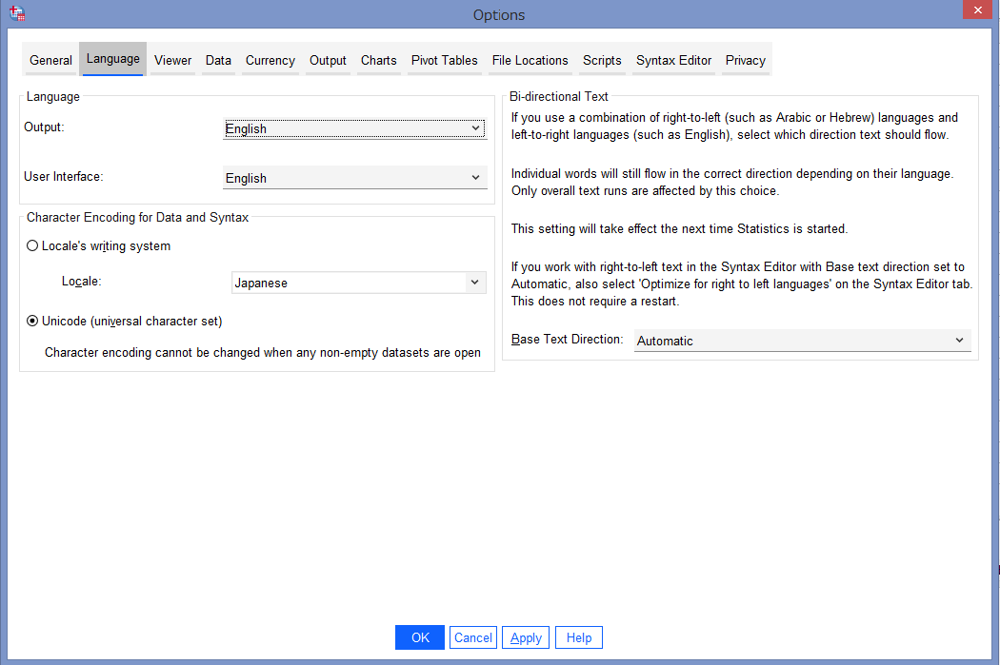 Options
General Language Viewer Data Currency Output Charts Pivot Tables File Locations Scripts Syntax Editor Privacy
Language
Output: English
User Interface: English
Character Encoding for Data and Syntax
Locale's writing system
Locale: Japanese
Unicode (universal character set)
Character encoding cannot be changed when any non-empty datasets are open
Bi-directional Text
If you use a combination of right-to-left (such as Arabic or Hebrew) languages and
left-to-right languages (such as English), select which direction text should flow.
Individual words will still flow in the correct direction depending on their language.
Only overall text runs are affected by this choice.
This setting will take effect the next time Statistics is started.
If you work with right-to-left text in the Syntax Editor with Base text direction set to
Automatic, also select 'Optimize for right to left languages' on the Syntax Editor tab.
This does not require a restart.
Base Text Direction: Automatic
OK Cancel Apply Help